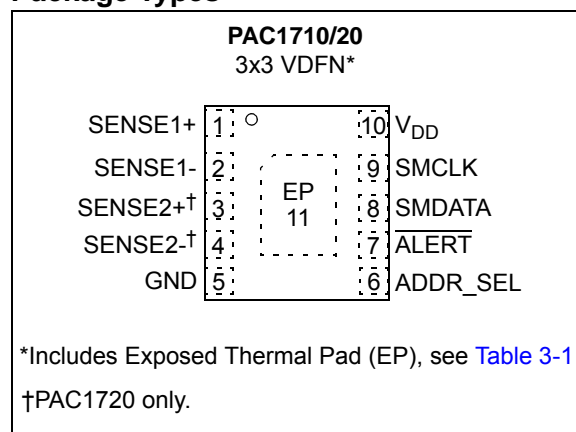 Package Types
PAC1710/20
3x3 VDFN*
SENSE1+ 1 10 VDD
SENSE1- 2 9 SMCLK
SENSE2+† 3 8 SMDATA
SENSE2-† 4 7 ALERT
GND 5 6 ADDR_SEL
EP
11
*Includes Exposed Thermal Pad (EP), see Table 3-1
†PAC1720 only.